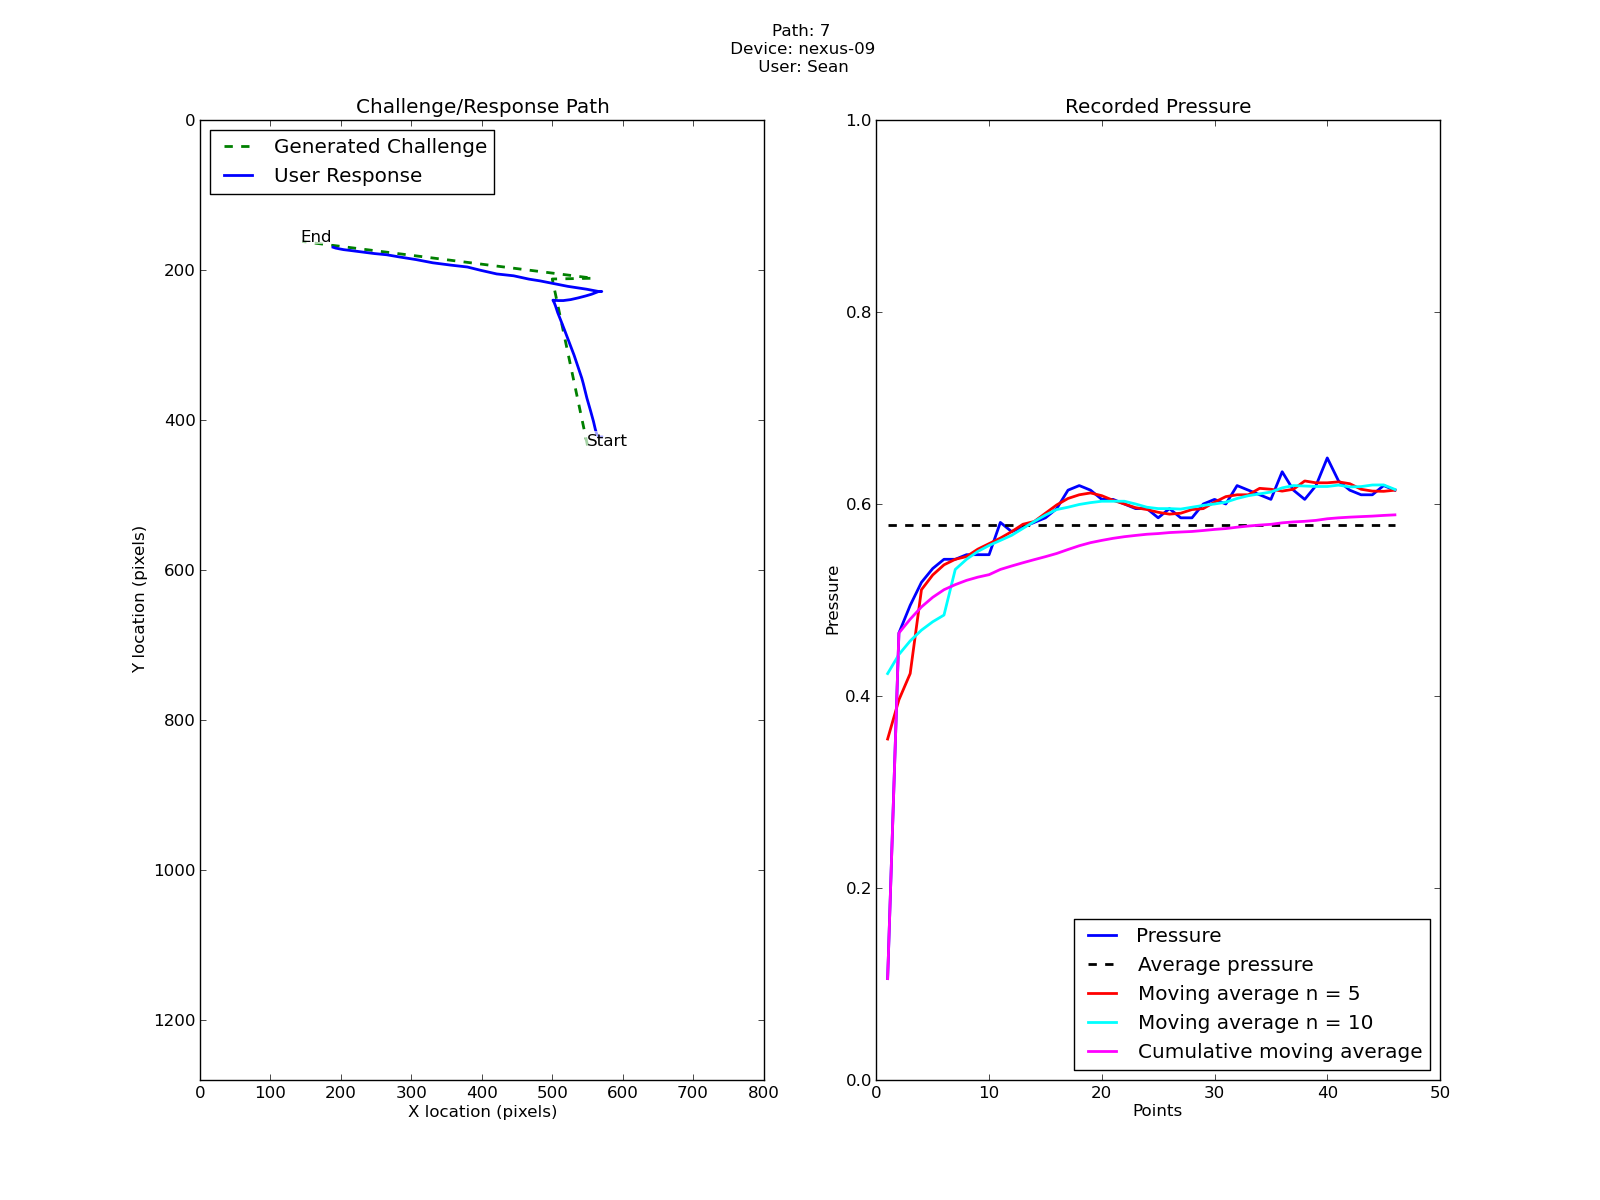 Path: 7
Device: nexus-09
User: Sean
Challenge/Response Path
Generated Challenge
User Response
End
Start
0
200
400
600
800
1000
1200
Y location (pixels)
0 100 200 300 400 500 600 700 800
X location (pixels)
Recorded Pressure
1.0
0.8
0.6
0.4
0.2
0.0
Pressure
Pressure
Average pressure
Moving average n = 5
Moving average n = 10
Cumulative moving average
0 10 20 30 40 50
Points